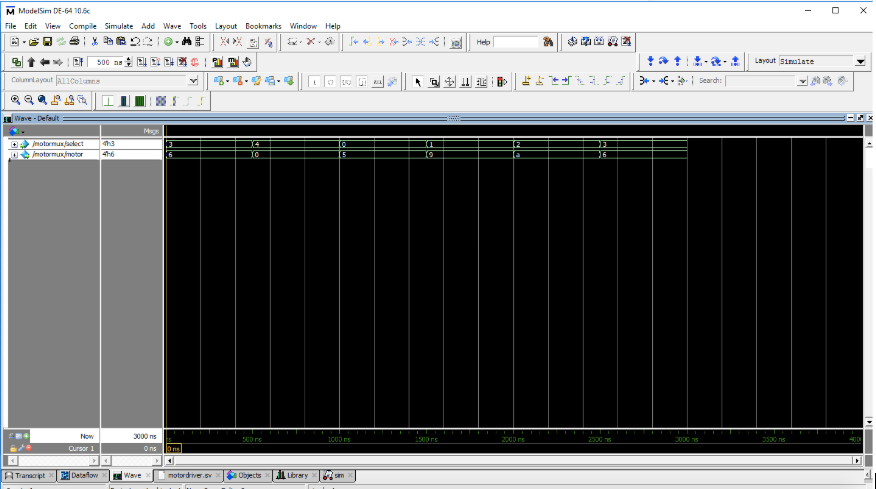 ModelSim DE-64 10.6c
File Edit View Compile Simulate Add Wave Tools Layout Bookmarks Window Help
Help
500 ns
Layout Simulate
ColumnLayout AllColumns
Search:
Wave - Default
Msgs
/motormux/select 4'h3 3 4 0 1 2 3
/motormux/motor 4'h6 6 0 5 9 a 6
Now 3000 ns ns 500 ns 1000 ns 1500 ns 2000 ns 2500 ns 3000 ns 3500 ns 400
Cursor 1 0 ns 0 ns
Transcript Dataflow Wave motordriver.sv Objects Library sim